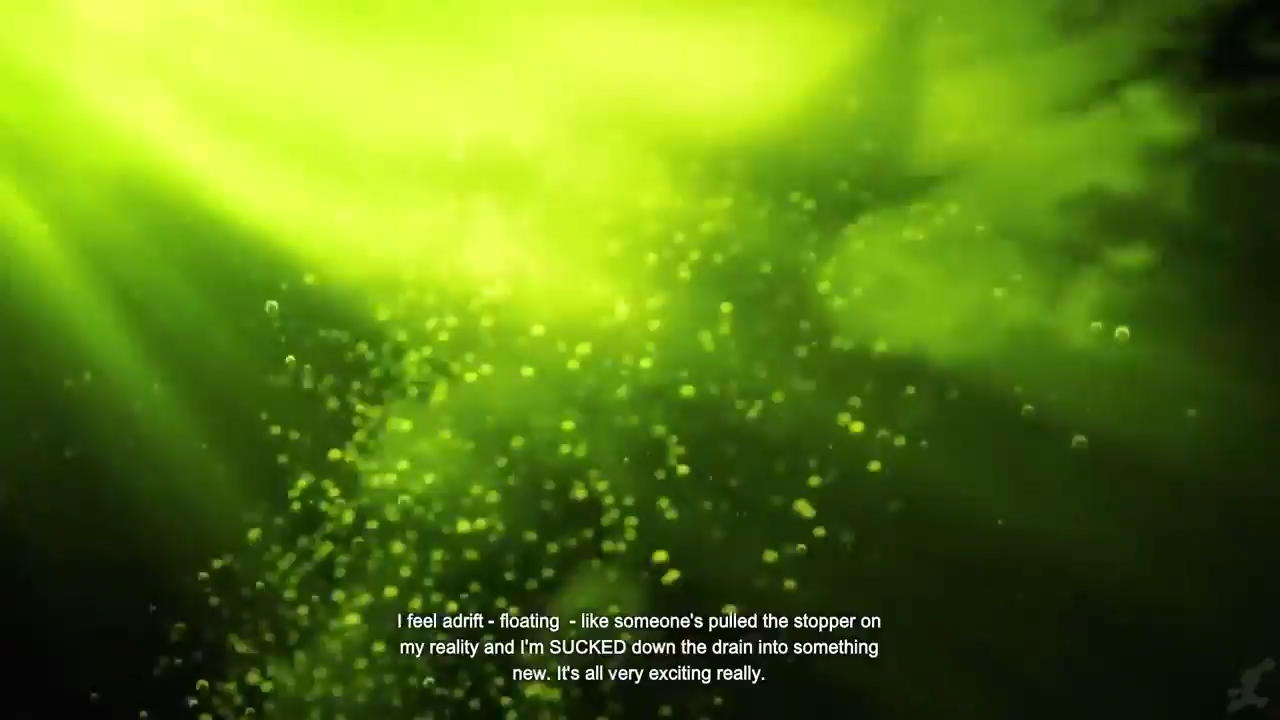 I feel adrift - floating  - like someone's pulled the stopper on
my reality and I'm SUCKED down the drain into something
new. It's all very exciting really.